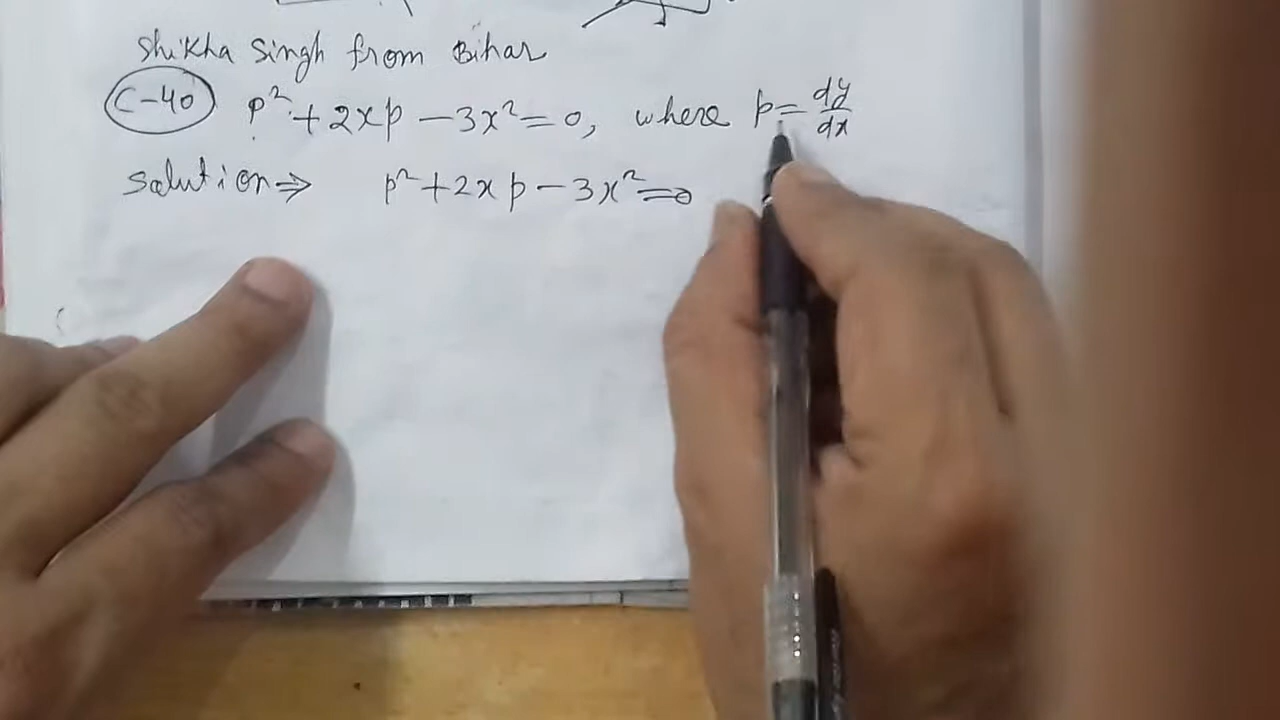 Shikha Singh from Bihar
C-40 p² + 2xp - 3x² = 0, where p = dy/dx
Solution ⇒ p² + 2xp - 3x² = 0